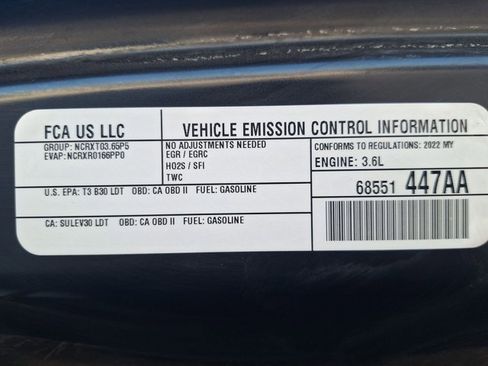 FCA US LLC
GROUP: NCRXT03.65P5
EVAP: NCRXR0166PP0
VEHICLE EMISSION CONTROL INFORMATION
NO ADJUSTMENTS NEEDED
EGR / EGRC
HO2S / SFI
TWC
CONFORMS TO REGULATIONS: 2022 MY
ENGINE: 3.6L
U.S. EPA: T3 B30 LDT OBD: CA OBD II FUEL: GASOLINE
68551 447AA
CA: SULEV30 LDT OBD: CA OBD II FUEL: GASOLINE